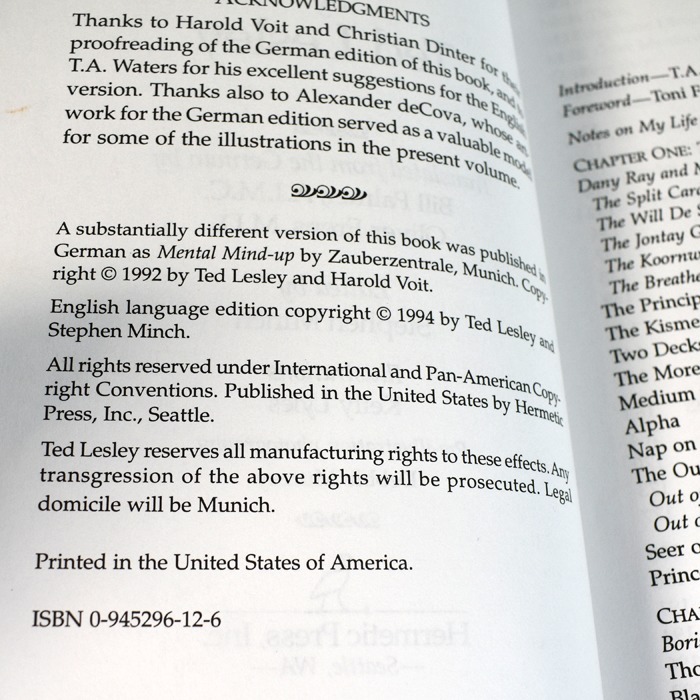 ACKNOWLEDGMENTS
Thanks to Harold Voit and Christian Dinter for the
proofreading of the German edition of this book, and to
T.A. Waters for his excellent suggestions for the English
version. Thanks also to Alexander deCova, whose art
work for the German edition served as a valuable model
for some of the illustrations in the present volume.
A substantially different version of this book was published in
German as Mental Mind-up by Zauberzentrale, Munich. Copy-
right © 1992 by Ted Lesley and Harold Voit.
English language edition copyright © 1994 by Ted Lesley and
Stephen Minch.
All rights reserved under International and Pan-American Copy-
right Conventions. Published in the United States by Hermetic
Press, Inc., Seattle.
Ted Lesley reserves all manufacturing rights to these effects. Any
transgression of the above rights will be prosecuted. Legal
domicile will be Munich.
Printed in the United States of America.
ISBN 0-945296-12-6
Introduction—T.A.
Foreword—Toni F
Notes on My Life
CHAPTER ONE:
Dany Ray and
The Split Card
The Will De
The Jontay
The Koornw
The Breathe
The Princip
The Kisme
Two Decks
The More
Medium
Alpha
Nap on
The Ou
Out o
Out o
Seer o
Princ
CHA
Bori
Tho
Bla